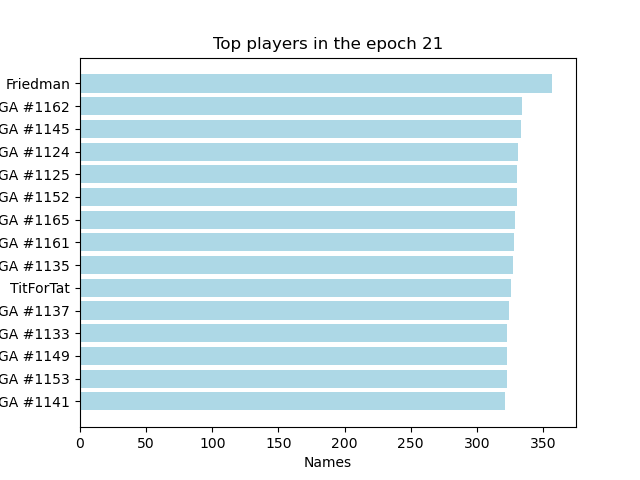 Top players in the epoch 21
Friedman
GA #1162
GA #1145
GA #1124
GA #1125
GA #1152
GA #1165
GA #1161
GA #1135
TitForTat
GA #1137
GA #1133
GA #1149
GA #1153
GA #1141
0 50 100 150 200 250 300 350
Names